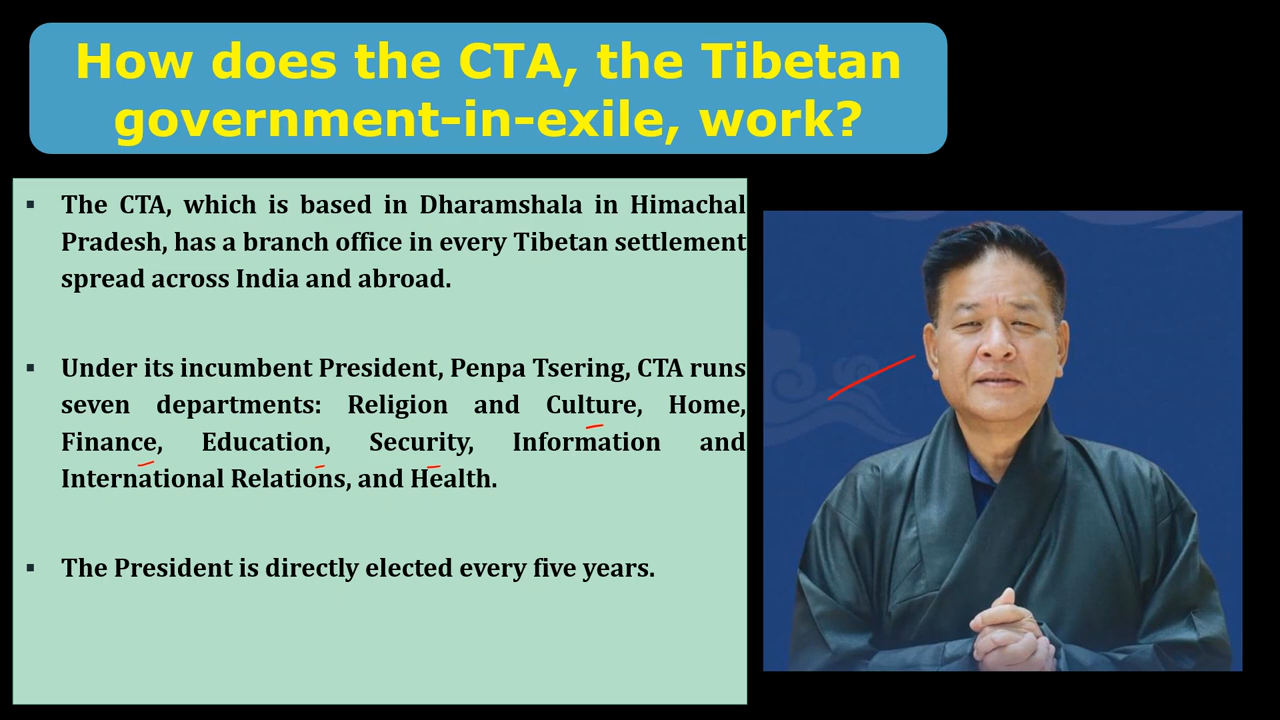 How does the CTA, the Tibetan
government-in-exile, work?
▪ The CTA, which is based in Dharamshala in Himachal
Pradesh, has a branch office in every Tibetan settlement
spread across India and abroad.
▪ Under its incumbent President, Penpa Tsering, CTA runs
seven departments: Religion and Culture, Home,
Finance, Education, Security, Information and
International Relations, and Health.
▪ The President is directly elected every five years.